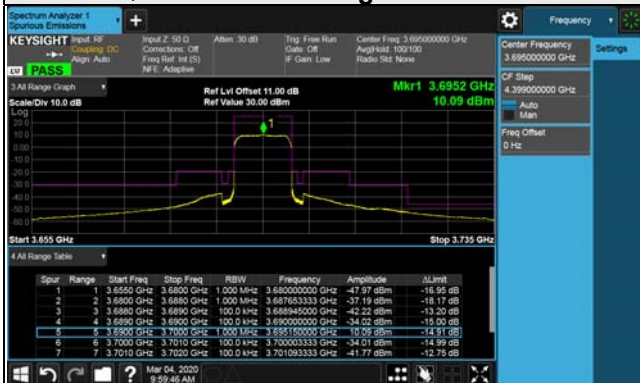 Spectrum Analyzer 1
Spurious Emissions
Frequency
KEYSIGHT Input: RF
Coupling: DC
Align: Auto
Input Z: 50 Ω
Corrections: Off
Freq Ref: Int (S)
NFE: Adaptive
Atten: 30 dB
Trig: Free Run
Gate: Off
IF Gain: Low
Center Freq: 3.695000000 GHz
Avg|Hold: 100/100
Radio Std: None
PASS
Center Frequency
3.695000000 GHz
Settings
CF Step
4.399000000 GHz
Auto
Man
Freq Offset
0 Hz
3 All Range Graph
Scale/Div 10.0 dB
Ref Lvl Offset 11.00 dB
Ref Value 30.00 dBm
Mkr1 3.6952 GHz
10.09 dBm
Log
20.0
10.0
0.00
-10.0
-20.0
-30.0
-40.0
-50.0
-60.0
1
Start 3.655 GHz
Stop 3.735 GHz
4 All Range Table
Spur Range Start Freq Stop Freq RBW Frequency Amplitude ΔLimit
1 1 3.6550 GHz 3.6800 GHz 1.000 MHz 3.680000000 GHz -47.97 dBm -16.95 dB
2 2 3.6800 GHz 3.6880 GHz 1.000 MHz 3.687653333 GHz -37.19 dBm -18.17 dB
3 3 3.6880 GHz 3.6890 GHz 100.0 kHz 3.688945000 GHz -42.22 dBm -13.20 dB
4 4 3.6890 GHz 3.6900 GHz 100.0 kHz 3.690000000 GHz -34.02 dBm -15.00 dB
5 5 3.6900 GHz 3.7000 GHz 1.000 MHz 3.695150000 GHz 10.09 dBm -14.91 dB
6 6 3.7000 GHz 3.7010 GHz 100.0 kHz 3.700003333 GHz -34.01 dBm -14.99 dB
7 7 3.7010 GHz 3.7020 GHz 100.0 kHz 3.701093333 GHz -41.77 dBm -12.75 dB
Mar 04, 2020
9:59:46 AM